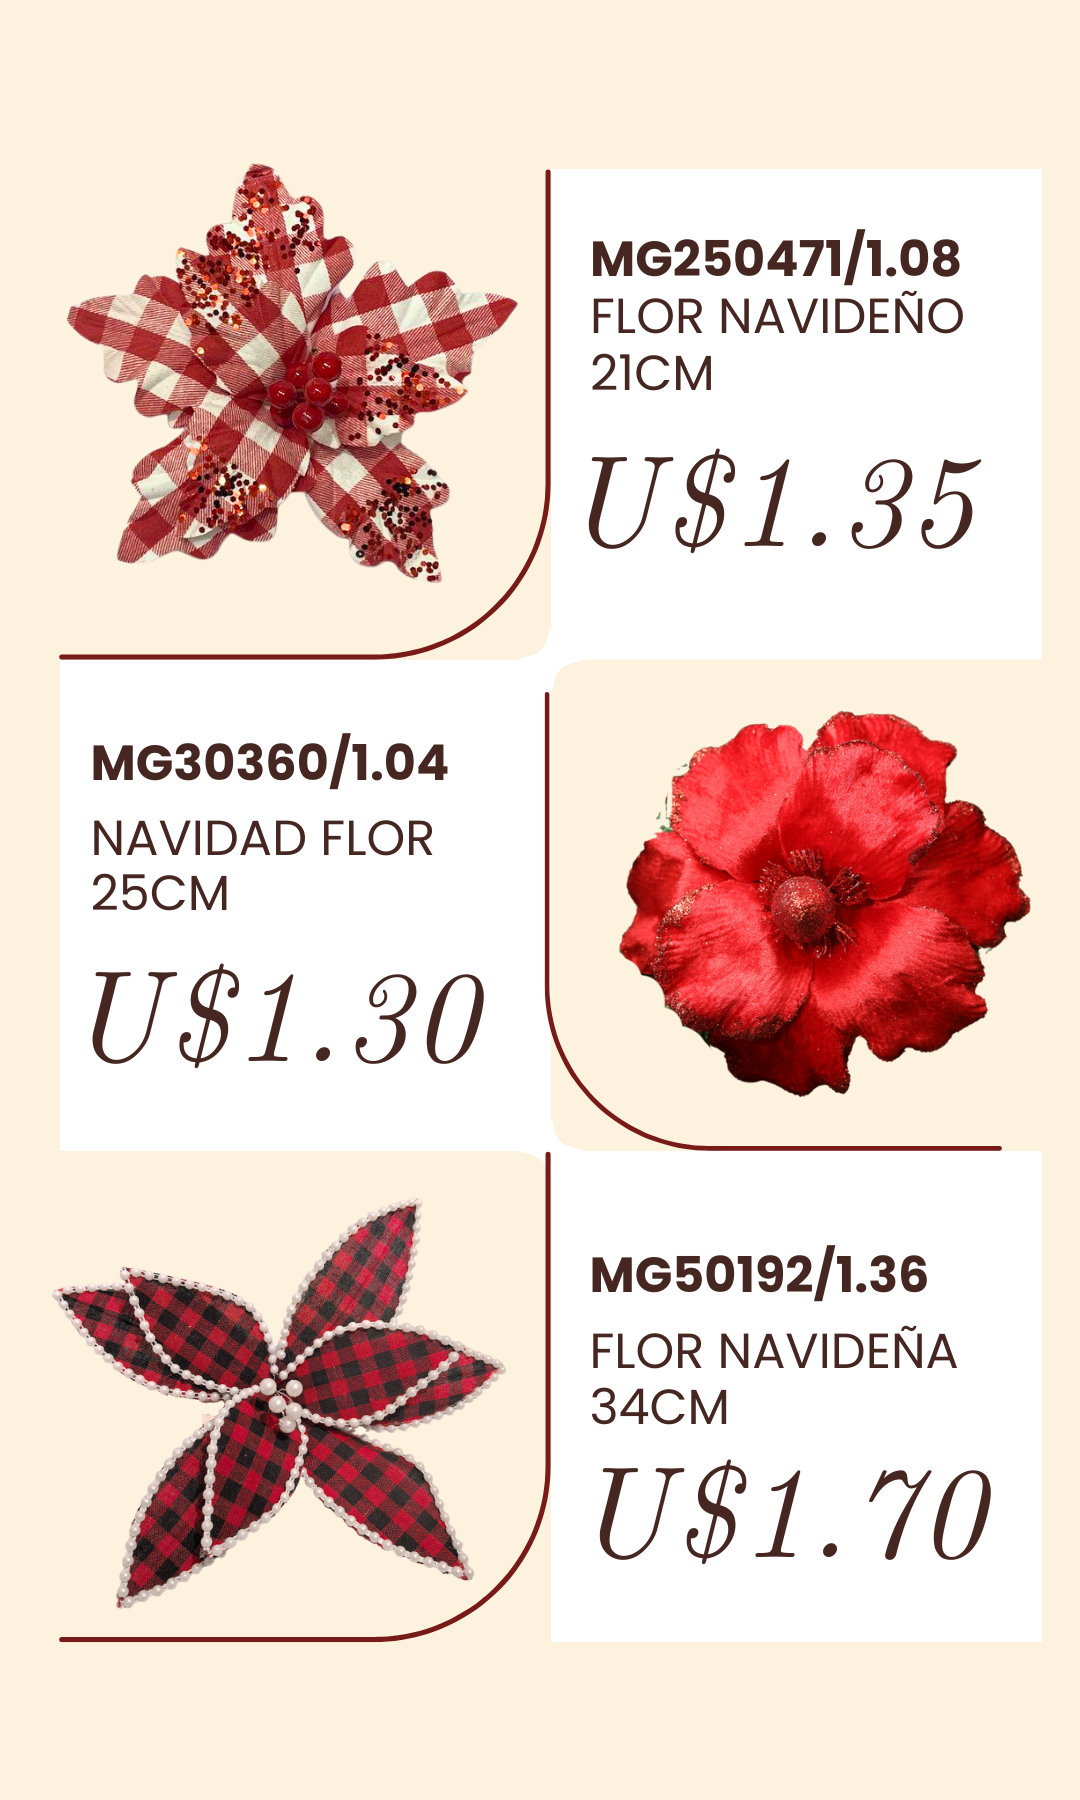 MG250471/1.08
FLOR NAVIDEÑO
21CM
U$1.35
MG30360/1.04
NAVIDAD FLOR
25CM
U$1.30
MG50192/1.36
FLOR NAVIDEÑA
34CM
U$1.70